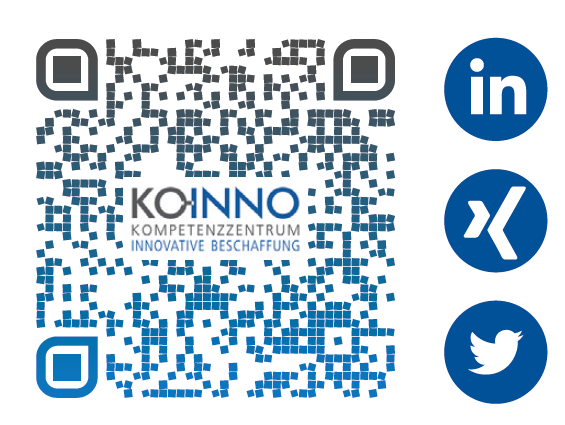 KOINNO
KOMPETENZZENTRUM
INNOVATIVE BESCHAFFUNG
in